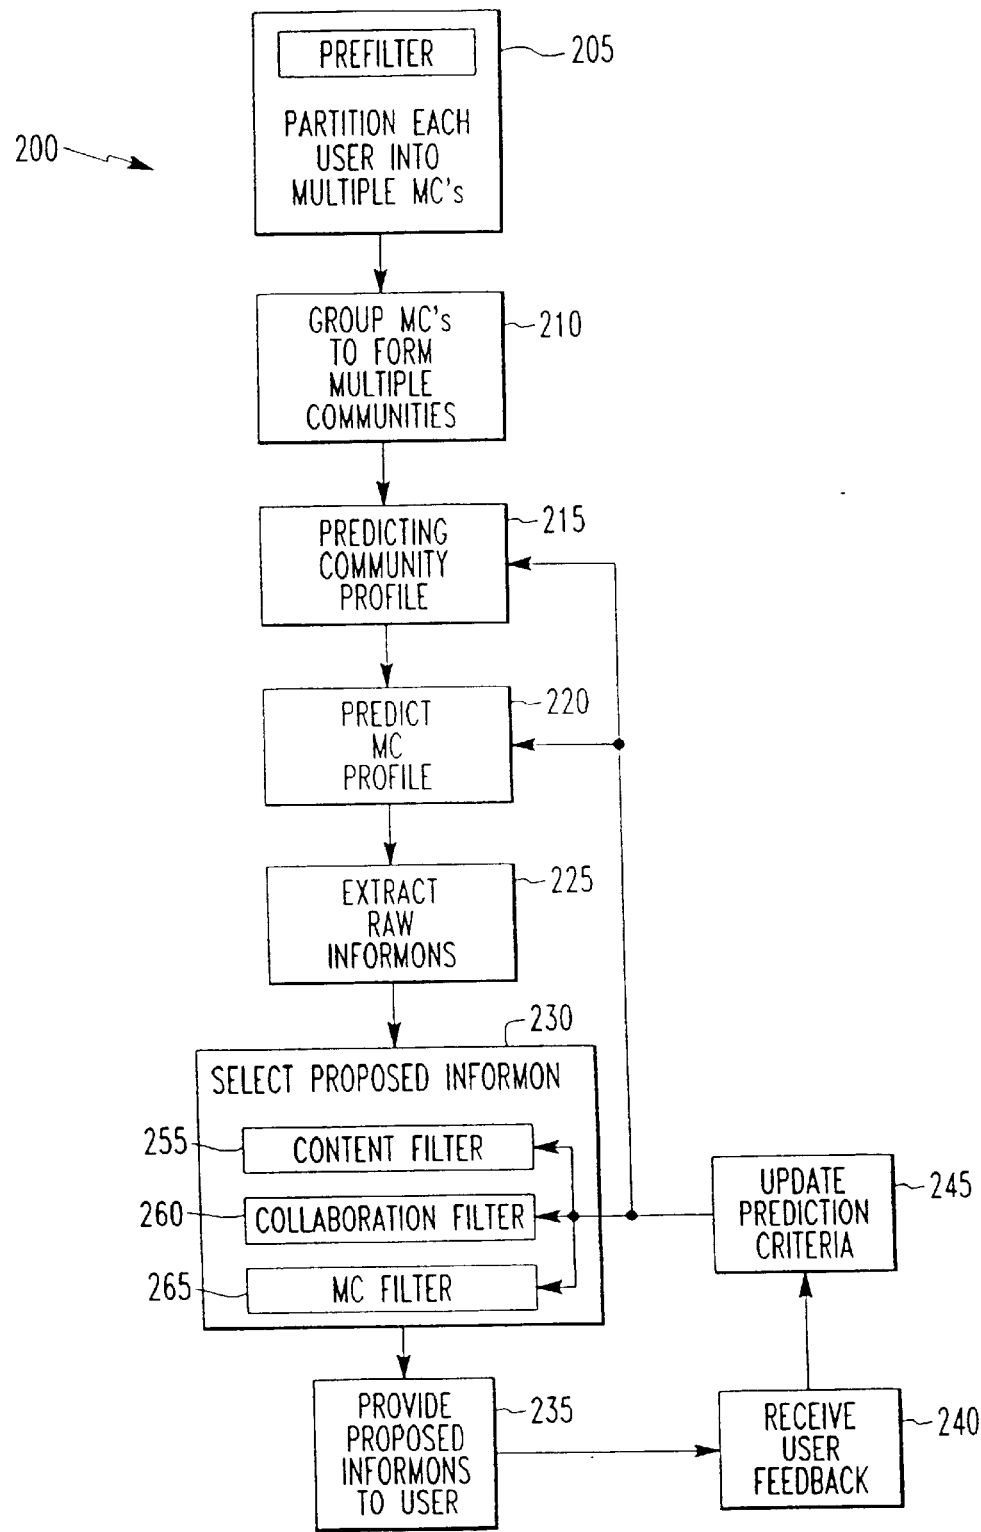 PREFILTER
205
PARTITION EACH
USER INTO
MULTIPLE MC's
200
GROUP MC's
TO FORM
MULTIPLE
COMMUNITIES
210
PREDICTING
COMMUNITY
PROFILE
215
PREDICT
MC
PROFILE
220
EXTRACT
RAW
INFORMONS
225
230
SELECT PROPOSED INFORMON
255
CONTENT FILTER
260
COLLABORATION FILTER
265
MC FILTER
UPDATE
PREDICTION
CRITERIA
245
PROVIDE
PROPOSED
INFORMONS
TO USER
235
RECEIVE
USER
FEEDBACK
240